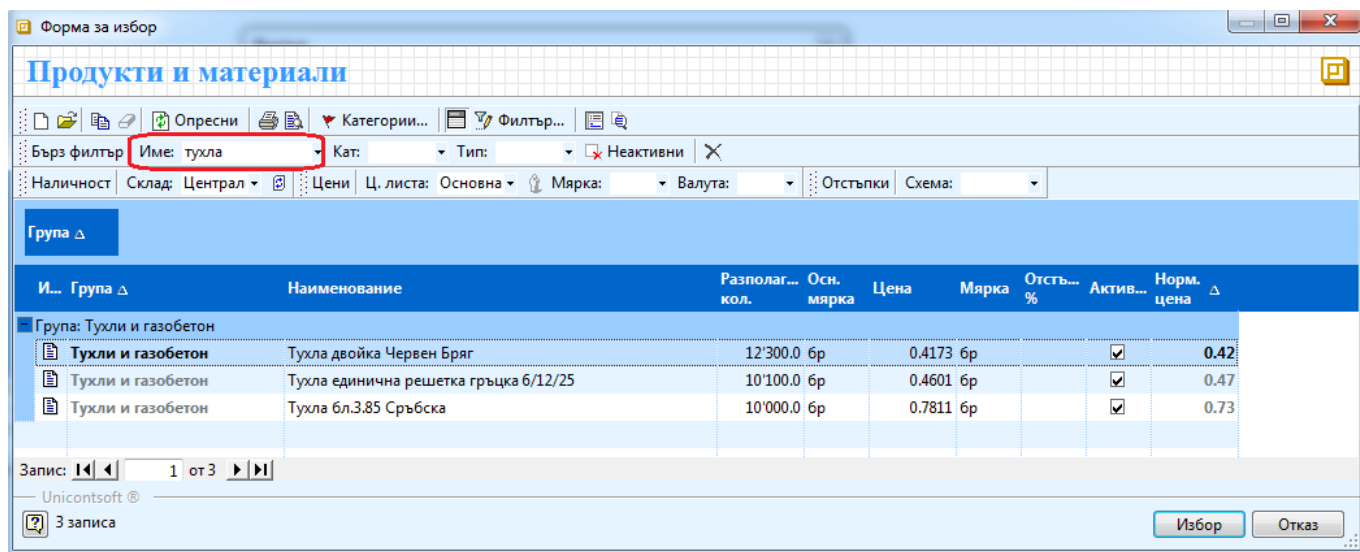 Форма за избор
Продукти и материали
Опресни Категории... Филтър...
Бърз филтър Име: тухла Кат: Тип: Неактивни
Наличност Склад: Централ Цени Ц. листа: Основна Мярка: Валута: Отстъпки Схема:
Група
И... Група Наименование Разполаг... кол. Осн. мярка Цена Мярка Отстъ... % Актив... Норм. цена
Група: Тухли и газобетон
Тухли и газобетон Тухла двойка Червен Бряг 12'300.0 бр 0.4173 бр 0.42
Тухли и газобетон Тухла единична решетка гръцка 6/12/25 10'100.0 бр 0.4601 бр 0.47
Тухли и газобетон Тухла бл.3.85 Сръбска 10'000.0 бр 0.7811 бр 0.73
Запис: 1 от 3
Unicontsoft ®
3 записа Избор Отказ